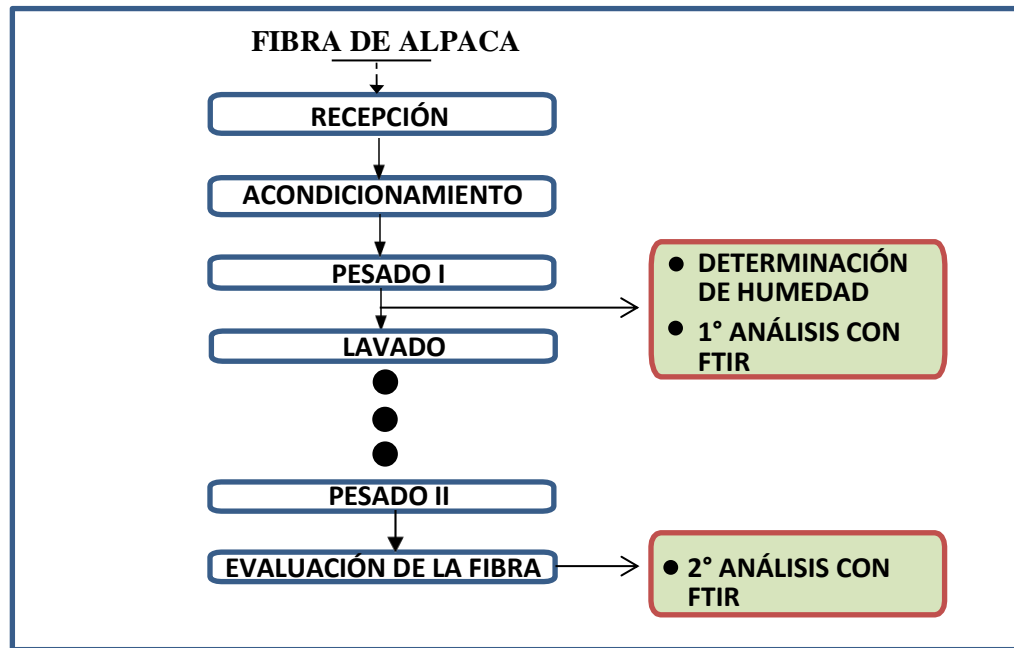 FIBRA DE ALPACA
RECEPCIÓN
ACONDICIONAMIENTO
PESADO I
● DETERMINACIÓN
DE HUMEDAD
● 1° ANÁLISIS CON
FTIR
LAVADO
PESADO II
EVALUACIÓN DE LA FIBRA
● 2° ANÁLISIS CON
FTIR